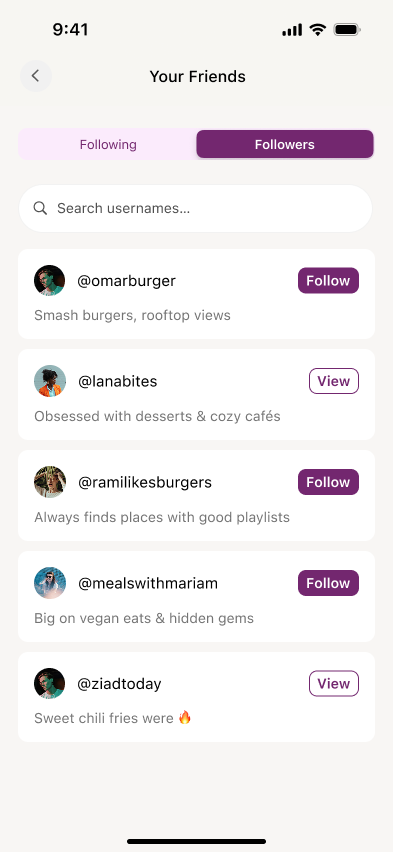 9:41
Your Friends
Following
Followers
Search usernames...
@omarburger
Follow
Smash burgers, rooftop views
@lanabites
View
Obsessed with desserts & cozy cafés
@ramilikesburgers
Follow
Always finds places with good playlists
@mealswithmariam
Follow
Big on vegan eats & hidden gems
@ziadtoday
View
Sweet chili fries were 🔥